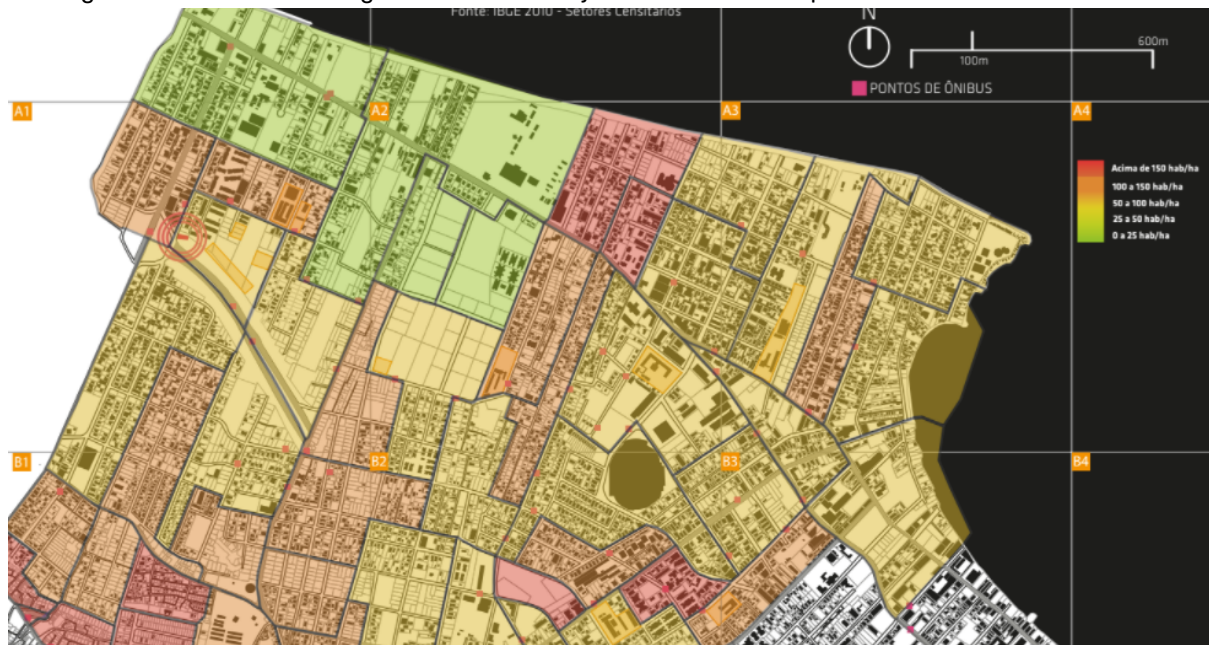 Fonte: IBGE 2010 - Setores Censitários
N
600m
100m
PONTOS DE ÔNIBUS
A1
A2
A3
A4
Acima de 150 hab/ha
100 a 150 hab/ha
50 a 100 hab/ha
25 a 50 hab/ha
0 a 25 hab/ha
B1
B2
B3
B4